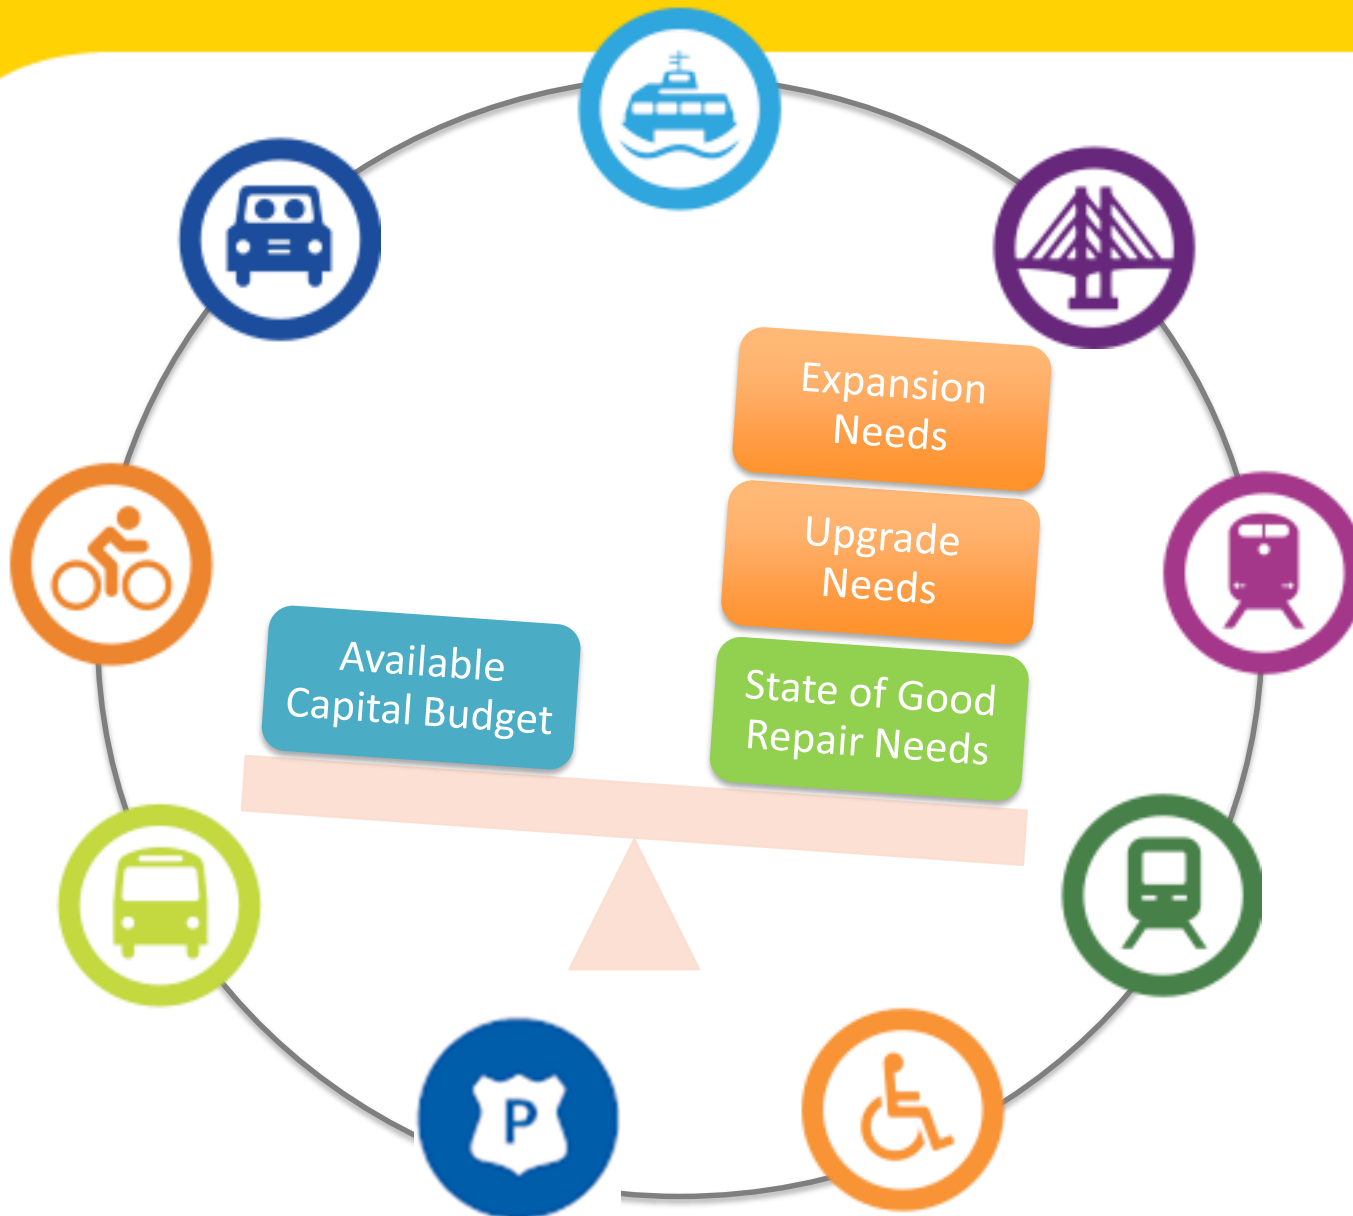 Expansion
Needs
Upgrade
Needs
Available
Capital Budget
State of Good
Repair Needs
P